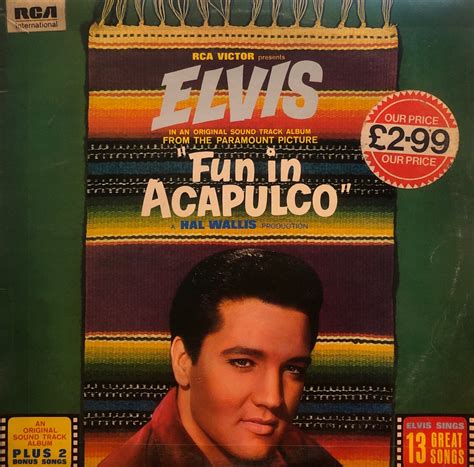 RCA
International
RCA VICTOR presents
ELVIS
IN AN ORIGINAL SOUND TRACK ALBUM
FROM THE PARAMOUNT PICTURE
"Fun in
ACAPULCO"
A HAL WALLIS PRODUCTION
OUR PRICE
£2·99
OUR PRICE
AN
ORIGINAL
SOUND TRACK
ALBUM
PLUS 2
BONUS SONGS
ELVIS SINGS
13 GREAT
SONGS